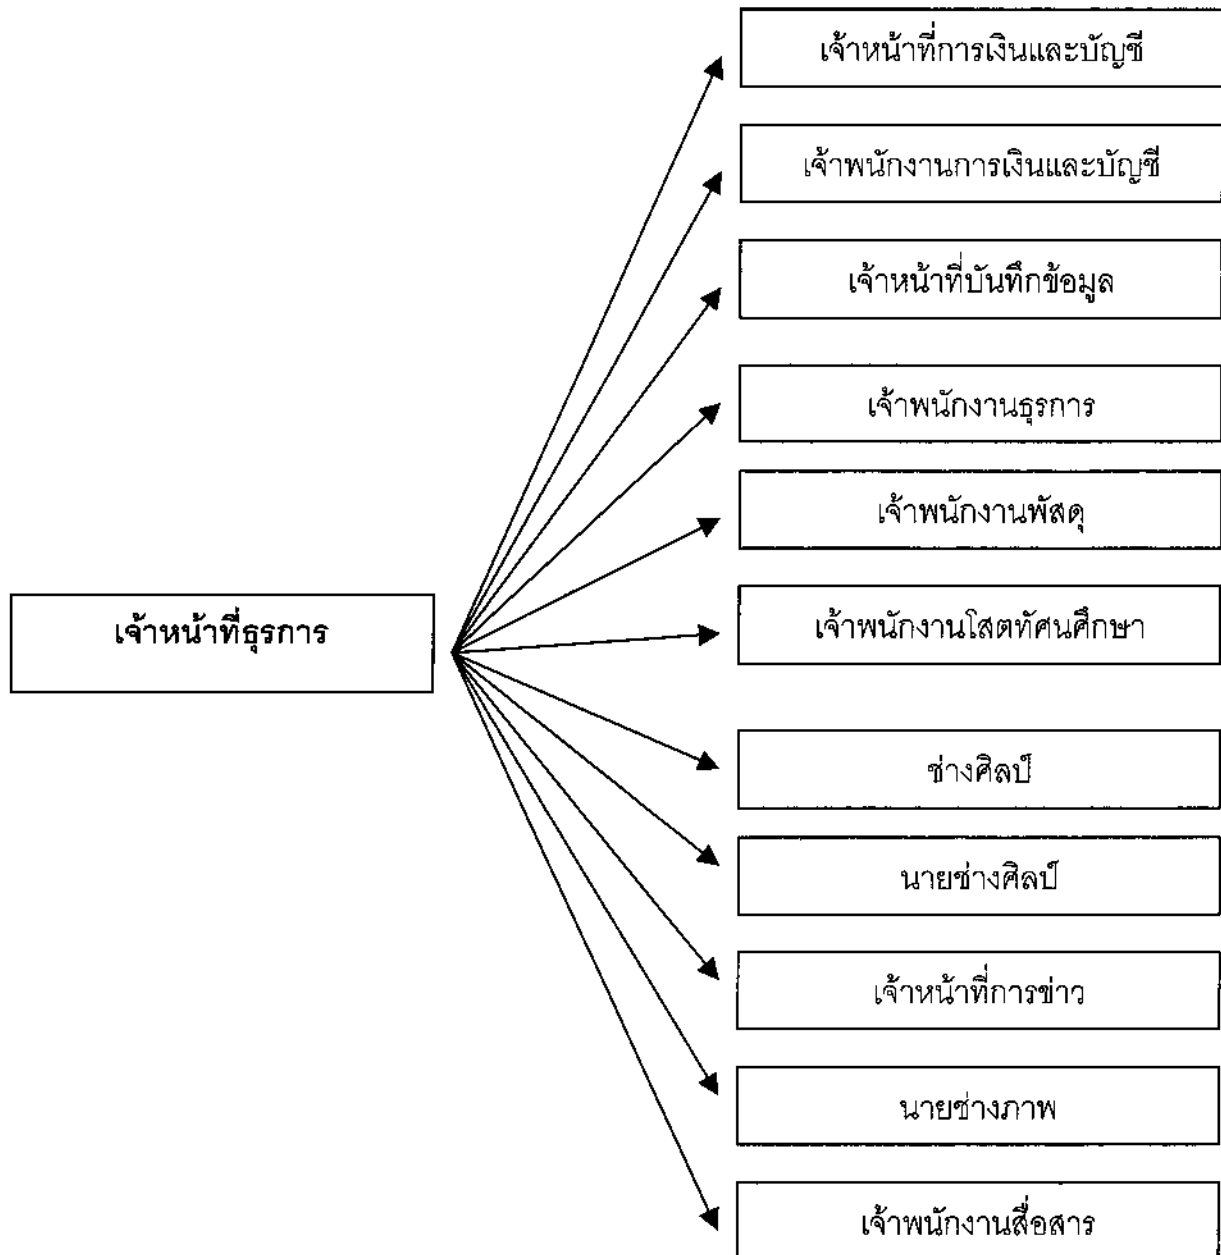 เจ้าหน้าที่การเงินและบัญชี
เจ้าพนักงานการเงินและบัญชี
เจ้าหน้าที่บันทึกข้อมูล
เจ้าพนักงานธุรการ
เจ้าพนักงานพัสดุ
เจ้าหน้าที่ธุรการ
เจ้าพนักงานโสตทัศนศึกษา
ช่างศิลป์
นายช่างศิลป์
เจ้าหน้าที่การข่าว
นายช่างภาพ
เจ้าพนักงานสื่อสาร